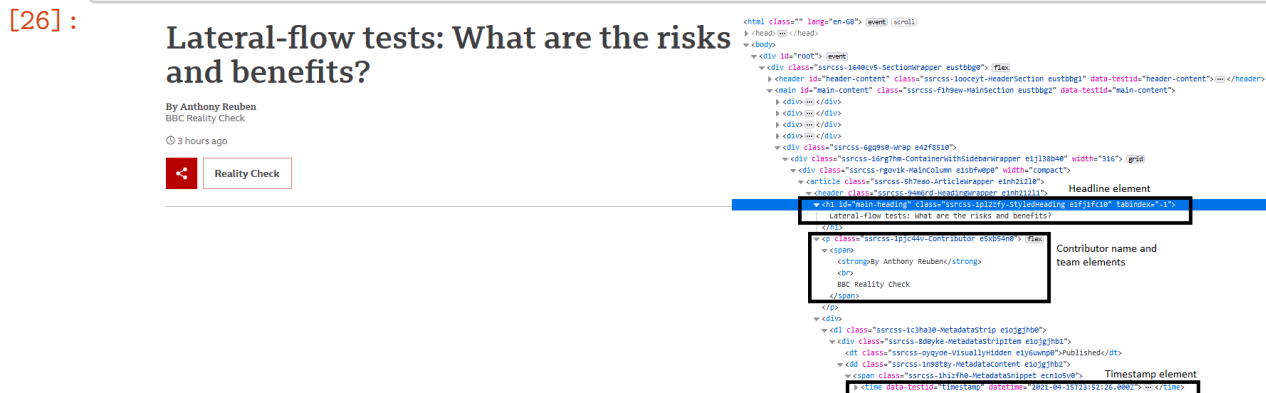 [26]:
Lateral-flow tests: What are the risks
and benefits?
By Anthony Reuben
BBC Reality Check
3 hours ago
Reality Check
<html class="" lang="en-GB"> event scroll
<head> ... </head>
<body>
<div id="root"> event
<div class="ssrcss-1640cv5-SectionWrapper eustbbg0"> flex
<header id="header-content" class="ssrcss-1ooceyt-HeaderSection eustbbg1" data-testid="header-content"> ... </header>
<main id="main-content" class="ssrcss-f1h9ew-MainSection eustbbg2" data-testid="main-content">
<div> ... </div>
<div> ... </div>
<div> ... </div>
<div> ... </div>
<div class="ssrcss-6gq9s0-Wrap e42f8510">
<div class="ssrcss-16rg7hm-ContainerWithSidebarWrapper e1jl38b40" width="316"> grid
<div class="ssrcss-rgov1k-MainColumn e1sbfw0p0" width="compact">
<article class="ssrcss-5h7eao-ArticleWrapper e1nh2i2l0">
<header class="ssrcss-94m6rd-HeadingWrapper e1nh2i2l1">
Headline element
<h1 id="main-heading" class="ssrcss-1pl2zfy-StyledHeading e1fj1fc10" tabindex="-1">
Lateral-flow tests: What are the risks and benefits?
</h1>
<p class="ssrcss-1pjc44v-Contributor e5xb54n0"> flex
<span>
<strong>By Anthony Reuben</strong>
<br>
BBC Reality Check
</span>
</p>
Contributor name and
team elements
<div>
<dl class="ssrcss-1c3ha30-MetadataStrip e1ojgjhb0">
<div class="ssrcss-8d0yke-MetadataStripItem e1ojgjhb1">
<dt class="ssrcss-oyqyoe-VisuallyHidden e1y6uwnp0">Published</dt>
<dd class="ssrcss-1n98t8y-MetadataContent e1ojgjhb2">
<span class="ssrcss-1hizfh0-MetadataSnippet ecn1o5v0">
Timestamp element
<time data-testid="timestamp" datetime="2021-04-15T23:52:26.000Z"> ... </time>